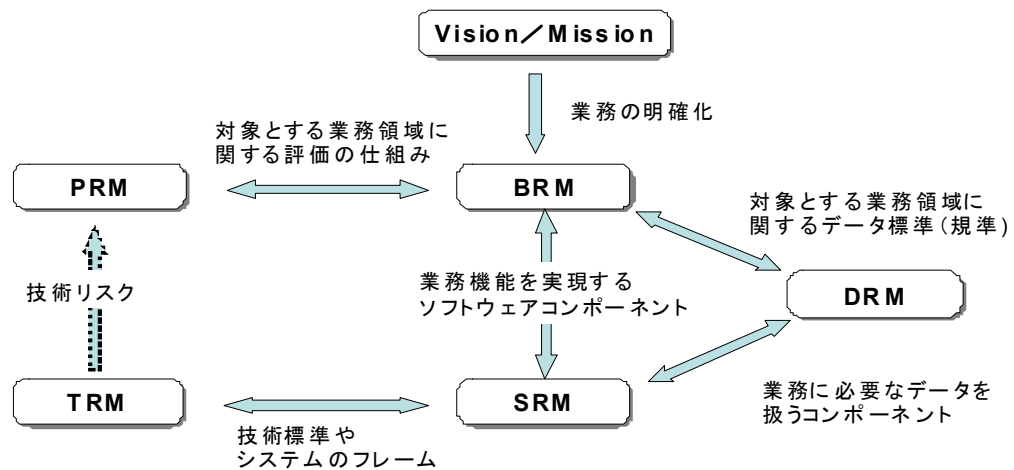 Vision／Mission
業務の明確化
対象とする業務領域に
関する評価の仕組み
PRM
BRM
対象とする業務領域に
関するデータ標準（規準)
技術リスク
業務機能を実現する
ソフトウェアコンポーネント
DRM
TRM
SRM
業務に必要なデータを
扱うコンポーネント
技術標準や
システムのフレーム